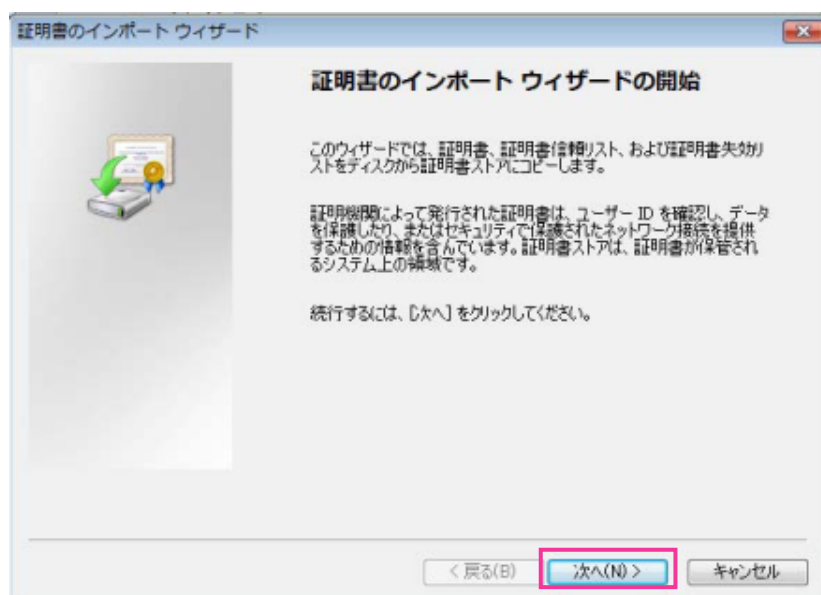 証明書のインポート ウィザード
証明書のインポート ウィザードの開始
このウィザードでは、証明書、証明書信頼リスト、および証明書失効リ
ストをディスクから証明書ストアにコピーします。
証明機関によって発行された証明書は、ユーザー ID を確認し、データ
を保護したり、またはセキュリティで保護されたネットワーク接続を提供
するための情報を含んでいます。証明書ストアは、証明書が保管され
るシステム上の領域です。
続行するには、[次へ] をクリックしてください。
< 戻る(B) 次へ(N) > キャンセル